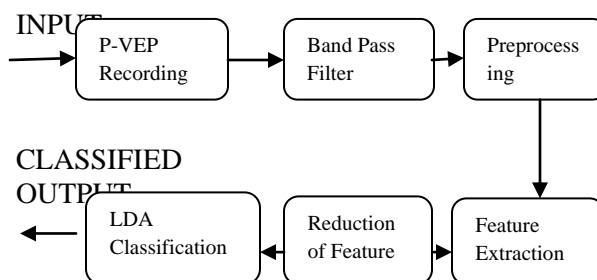 INPUT
P-VEP
Recording
Band Pass
Filter
Preprocess
ing
CLASSIFIED
OUTPUT
LDA
Classification
Reduction
of Feature
Feature
Extraction